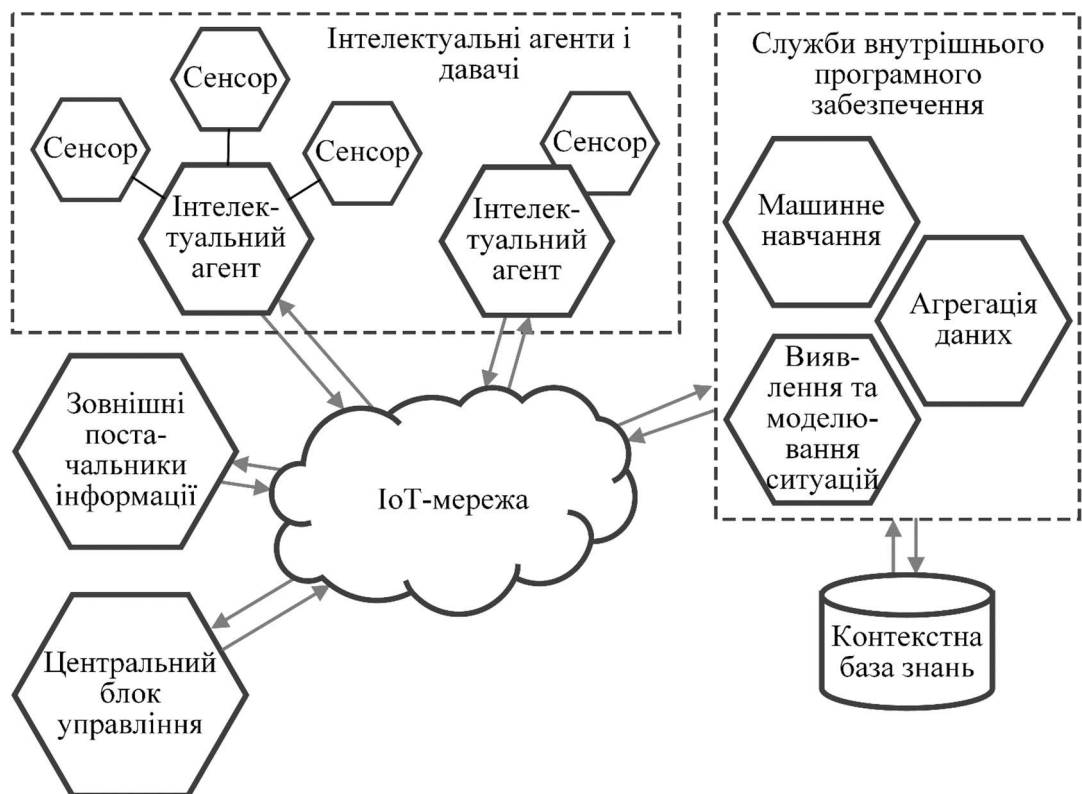 Інтелектуальні агенти і
давачі
Сенсор
Сенсор
Сенсор
Інтелек-
туальний
агент
Сенсор
Інтелек-
туальний
агент
Служби внутрішнього
програмного
забезпечення
Машинне
навчання
Агрегація
даних
Вияв-
лення та
моделю-
вання
ситуацій
Зовнішні
поста-
чальники
інформації
ІоТ-мережа
Центральний
блок
управління
Контекстна
база знань